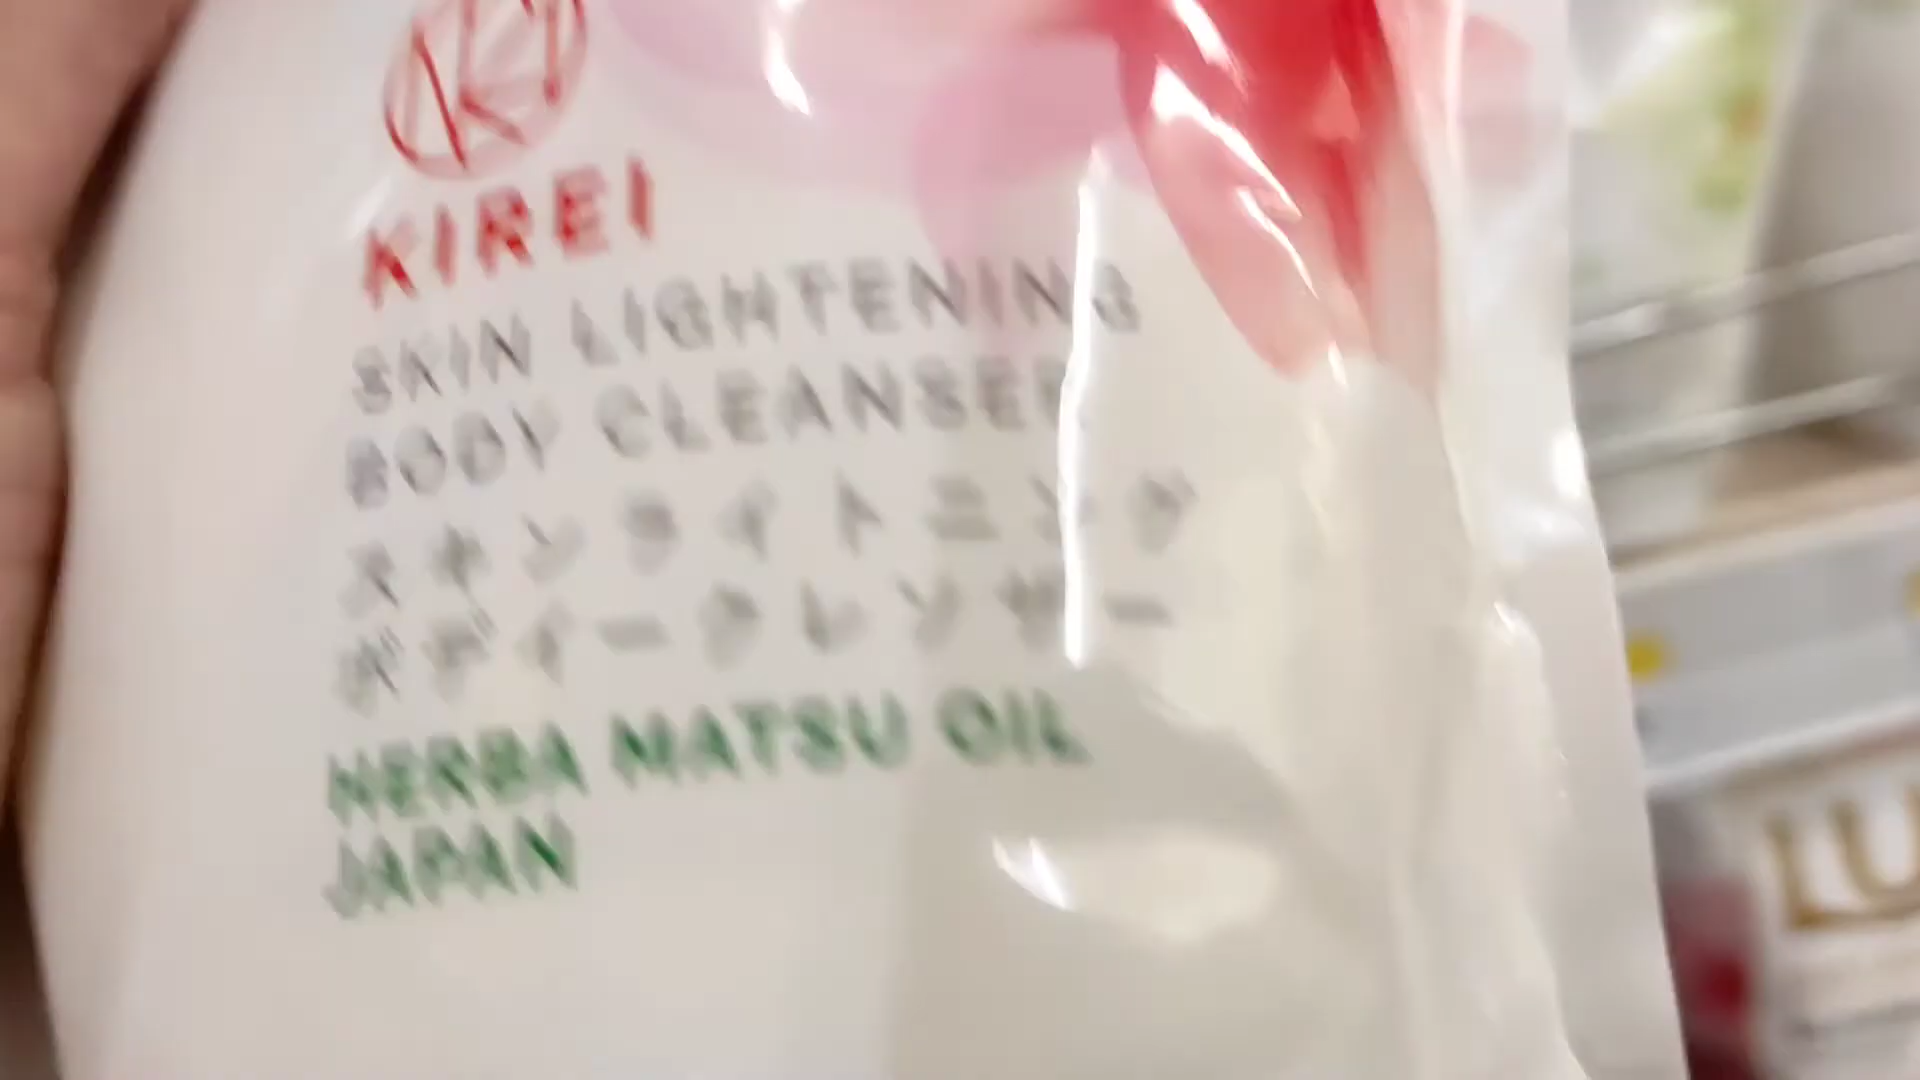 KIREI
SKIN LIGHTENING
BODY CLEANSER
スキンライトニング
ボディークレンザー
HERBA MATSU OIL
JAPAN
LU